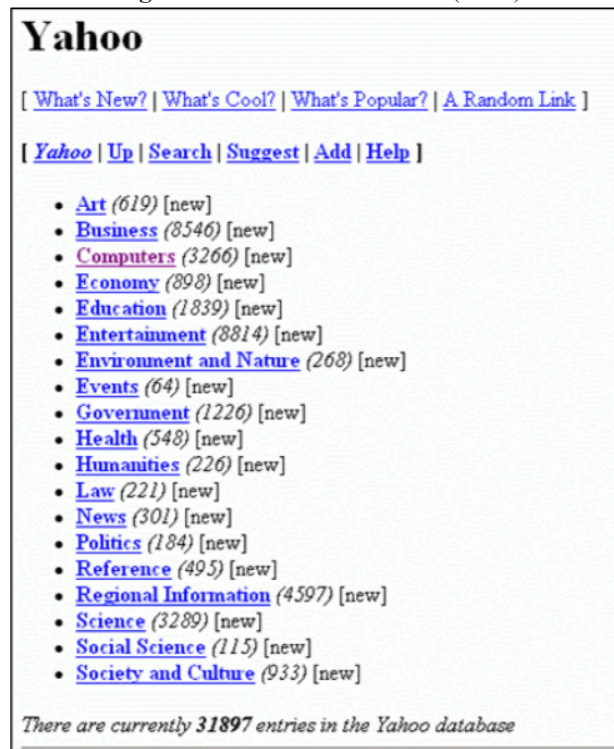 Yahoo
[ What's New? | What's Cool? | What's Popular? | A Random Link ]
[ Yahoo | Up | Search | Suggest | Add | Help ]
• Art (619) [new]
• Business (8546) [new]
• Computers (3266) [new]
• Economy (898) [new]
• Education (1839) [new]
• Entertainment (8814) [new]
• Environment and Nature (268) [new]
• Events (64) [new]
• Government (1226) [new]
• Health (548) [new]
• Humanities (226) [new]
• Law (221) [new]
• News (301) [new]
• Politics (184) [new]
• Reference (495) [new]
• Regional Information (4597) [new]
• Science (3289) [new]
• Social Science (115) [new]
• Society and Culture (933) [new]
There are currently 31897 entries in the Yahoo database